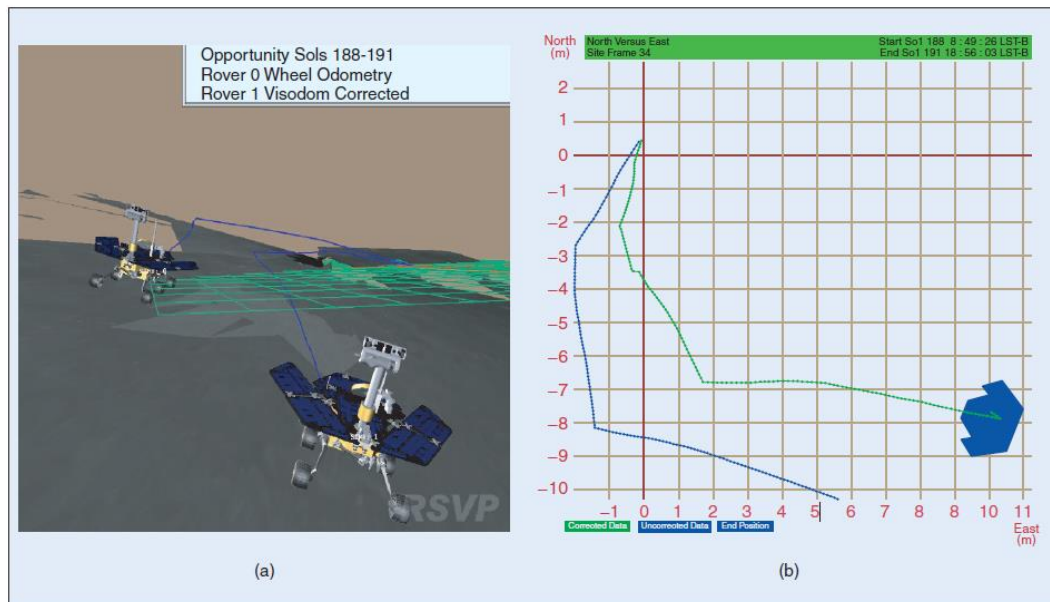 Opportunity Sols 188-191
Rover 0 Wheel Odometry
Rover 1 Visodom Corrected
RSVP
(a)
North
(m)
North Versus East
Site Frame 34
Start So1 188 8 : 49 : 26 LST-B
End So1 191 18 : 56 : 03 LST-B
2
1
0
−1
−2
−3
−4
−5
−6
−7
−8
−9
−10
−1 0 1 2 3 4 5 6 7 8 8 9 10 11
East
(m)
Corrected Data Uncorrected Data End Position
(b)